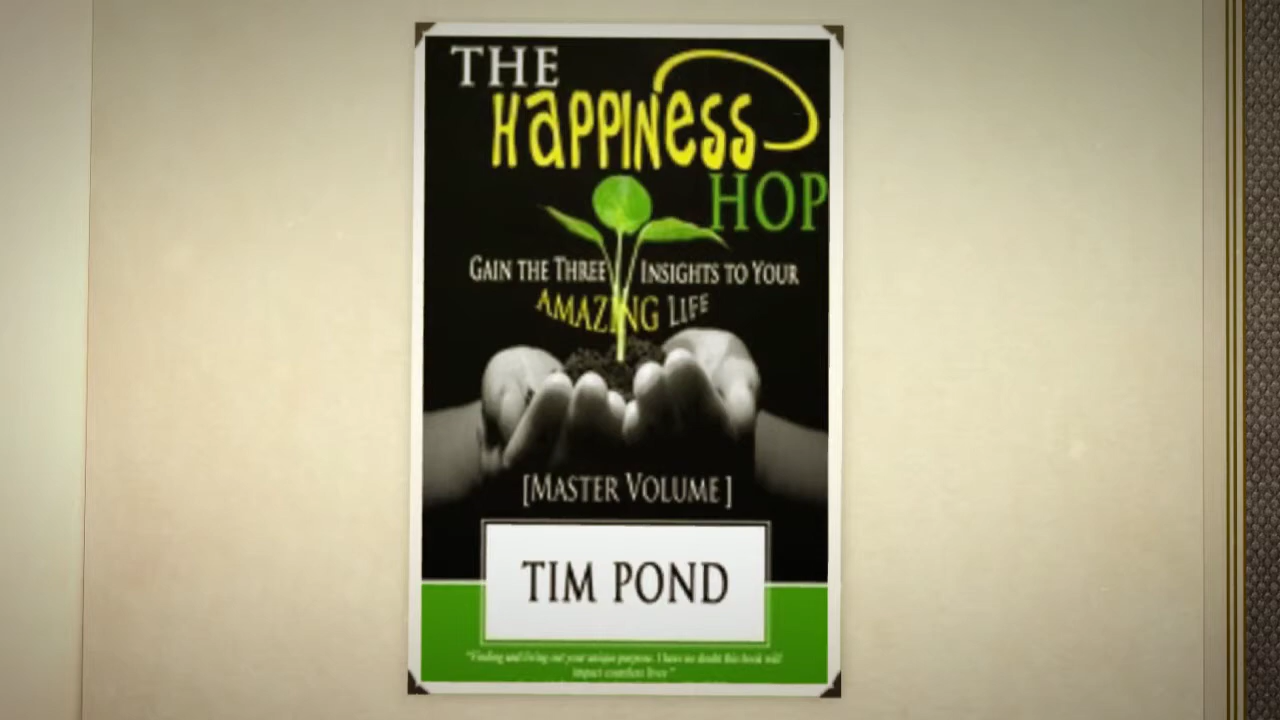 THE
HAPPINESS
HOP
GAIN THE THREE INSIGHTS TO YOUR
AMAZING LIFE
[MASTER VOLUME]
TIM POND
"Finding and living out your unique purpose. I have no doubt this book will
impact countless lives"